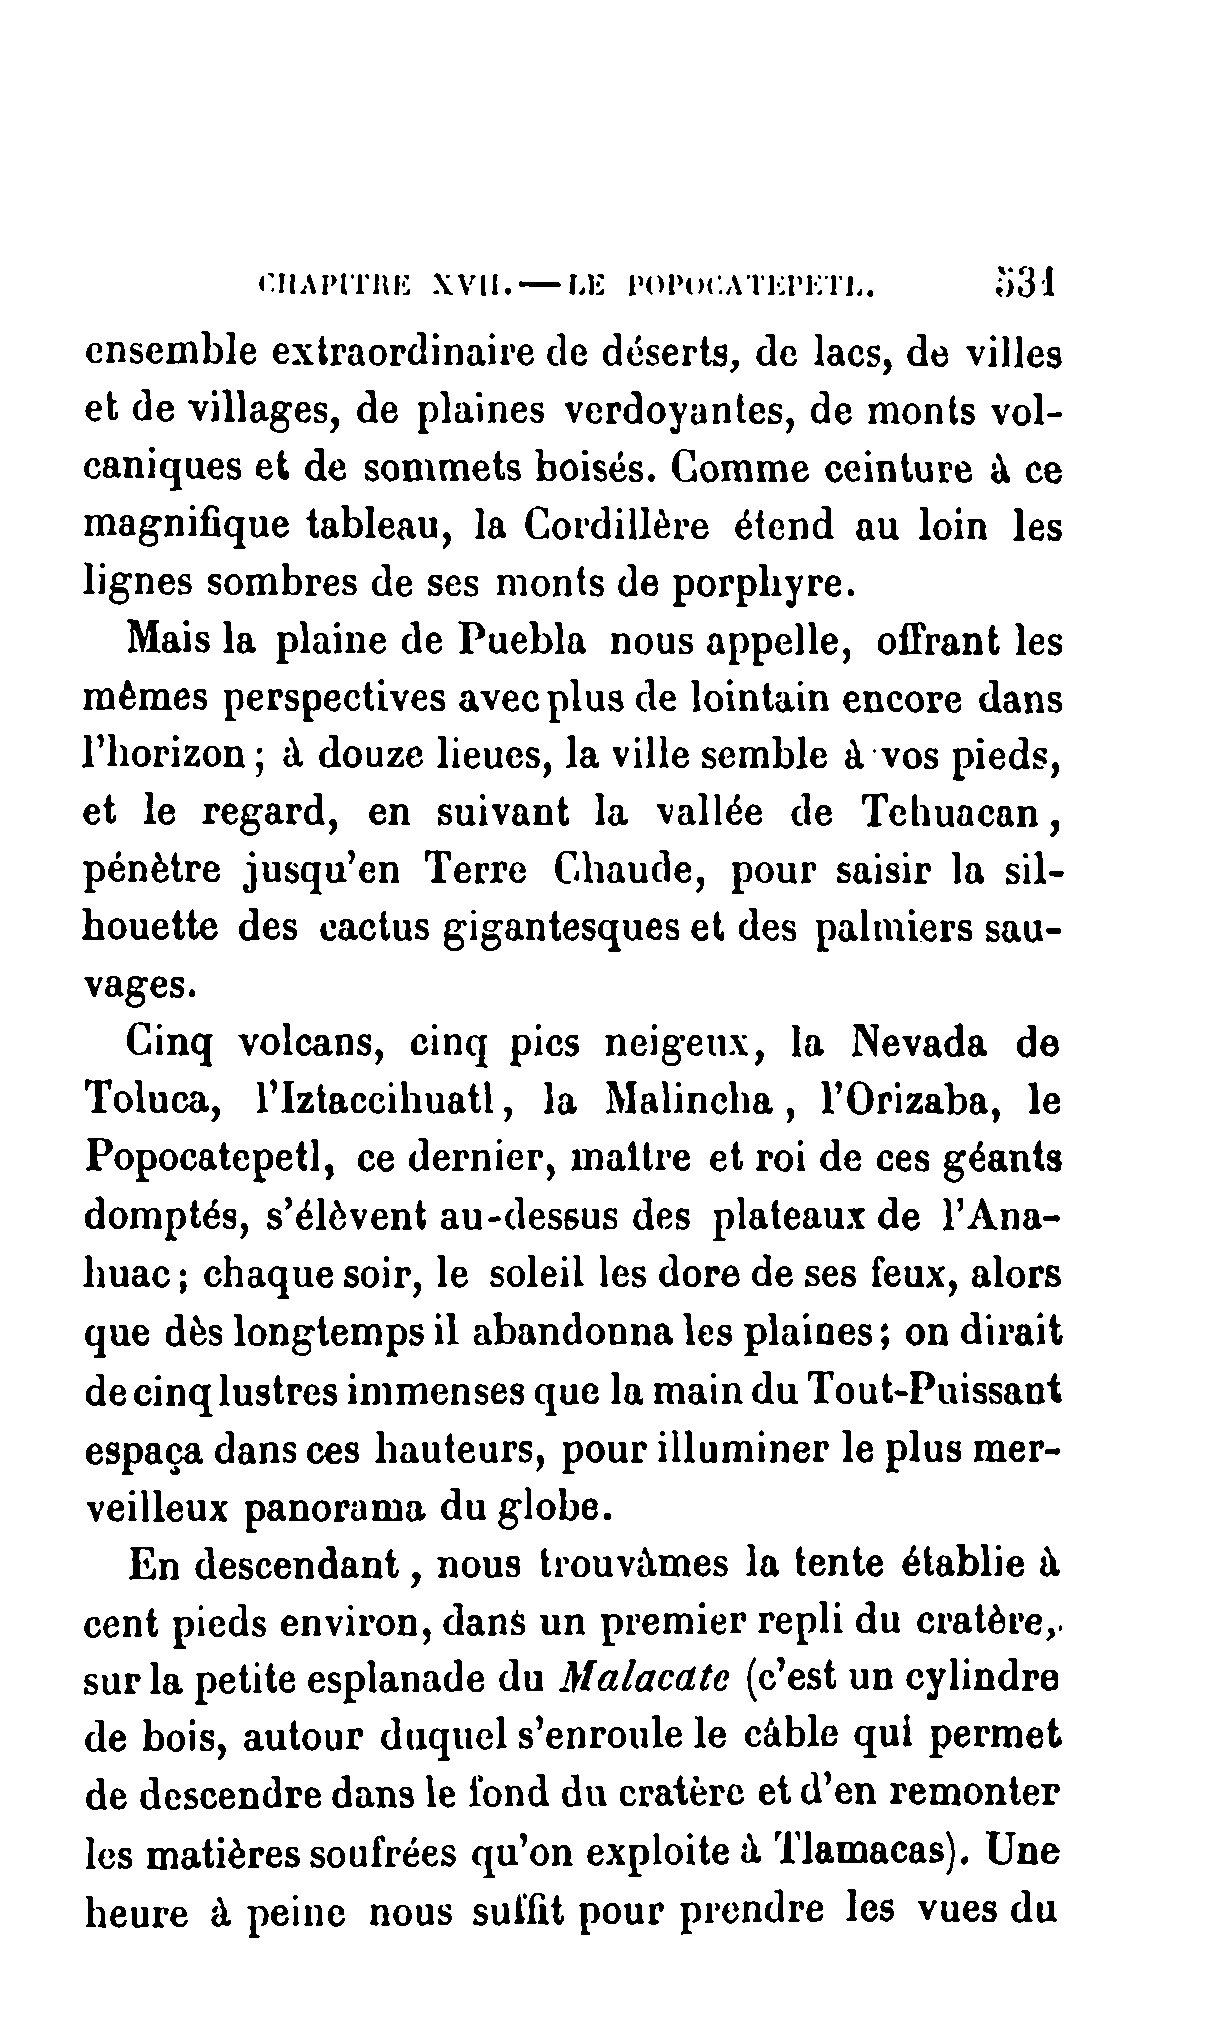 CHAPITRE XVII. — LE POPOCATEPETL. 531
ensemble extraordinaire de déserts, de lacs, de villes
et de villages, de plaines verdoyantes, de monts vol-
caniques et de sommets boisés. Comme ceinture à ce
magnifique tableau, la Cordillère étend au loin les
lignes sombres de ses monts de porphyre.
Mais la plaine de Puebla nous appelle, offrant les
mêmes perspectives avec plus de lointain encore dans
l'horizon ; à douze lieues, la ville semble à vos pieds,
et le regard, en suivant la vallée de Tehuacan,
pénètre jusqu'en Terre Chaude, pour saisir la sil-
houette des cactus gigantesques et des palmiers sau-
vages.
Cinq volcans, cinq pics neigeux, la Nevada de
Toluca, l'Iztaccihuatl, la Malincha, l'Orizaba, le
Popocatepetl, ce dernier, maître et roi de ces géants
domptés, s'élèvent au-dessus des plateaux de l'Ana-
huac ; chaque soir, le soleil les dore de ses feux, alors
que dès longtemps il abandonna les plaines ; on dirait
de cinq lustres immenses que la main du Tout-Puissant
espaça dans ces hauteurs, pour illuminer le plus mer-
veilleux panorama du globe.
En descendant, nous trouvâmes la tente établie à
cent pieds environ, dans un premier repli du cratère,
sur la petite esplanade du Malacate (c'est un cylindre
de bois, autour duquel s'enroule le câble qui permet
de descendre dans le fond du cratère et d'en remonter
les matières soufrées qu'on exploite à Tlamacas). Une
heure à peine nous suffit pour prendre les vues du